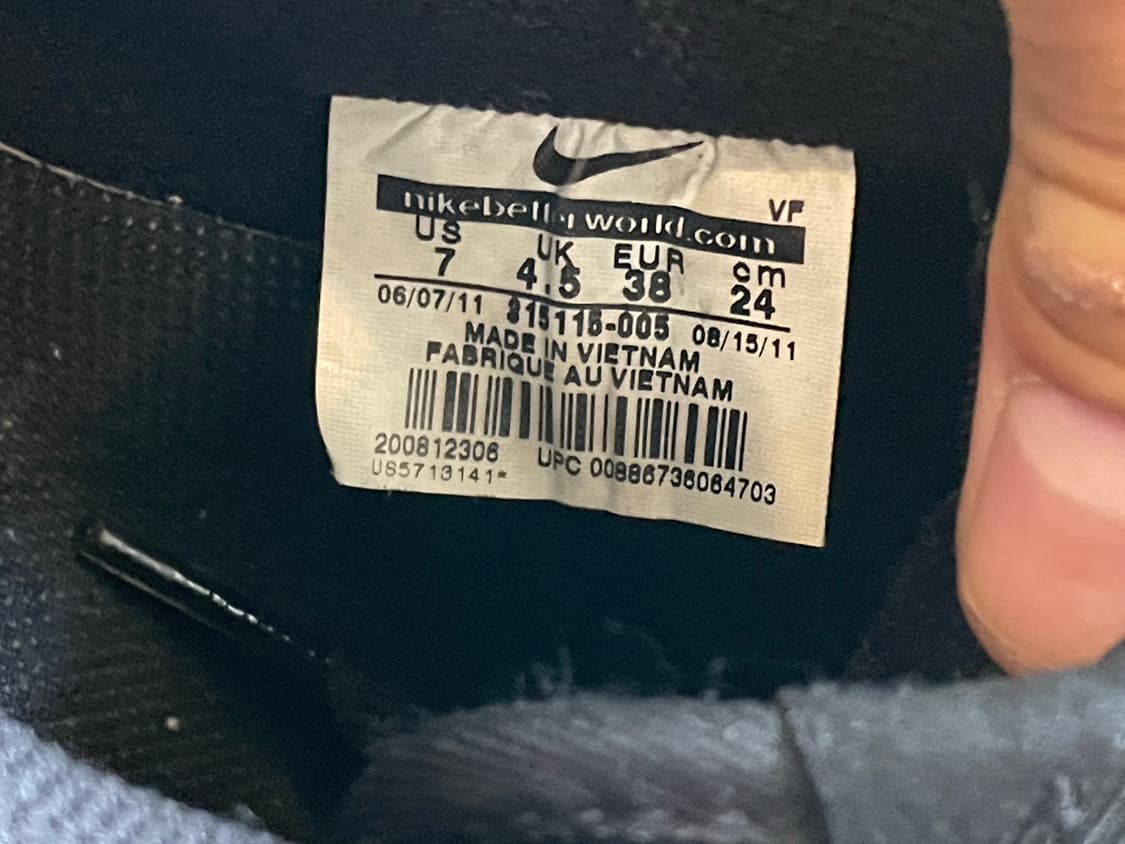 nikebetterworld.com VF
US UK EUR cm
7 4.5 38 24
06/07/11 315115-005 08/15/11
MADE IN VIETNAM
FABRIQUE AU VIETNAM
200812306 UPC 00886736064703
US5713141*